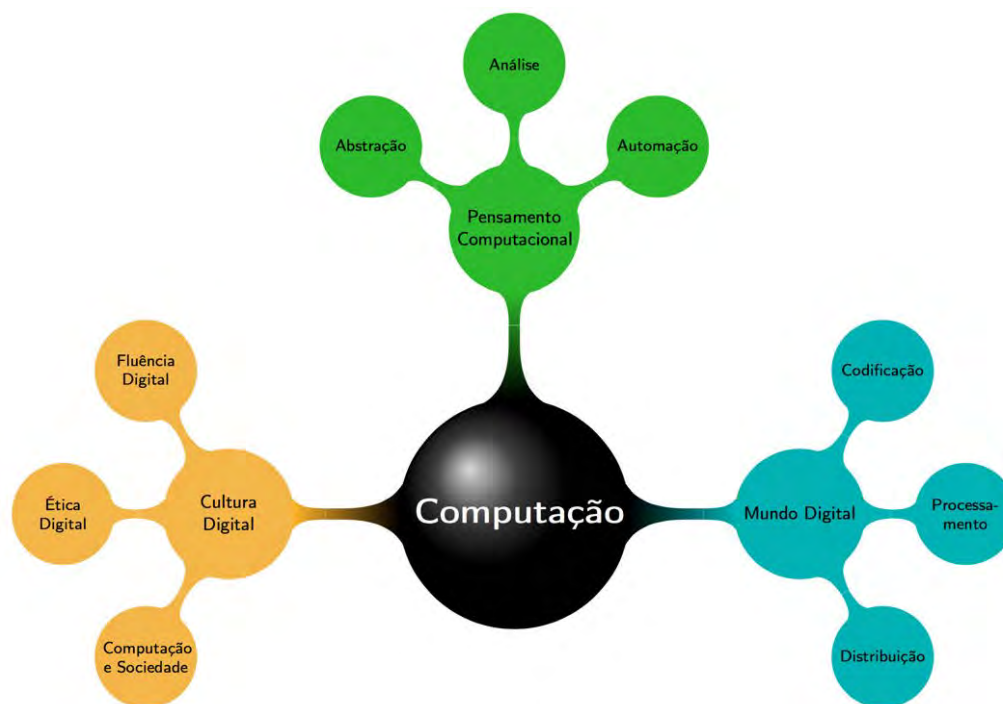 Análise
Abstração
Automação
Pensamento
Computacional
Fluência
Digital
Codificação
Ética
Digital
Cultura
Digital
Computação
Mundo Digital
Processa-
mento
Computação
e Sociedade
Distribuição